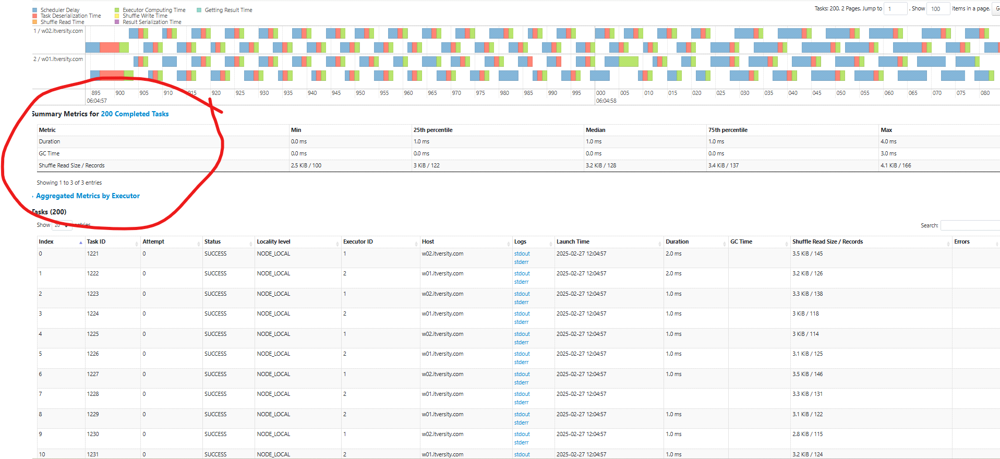 Scheduler Delay Executor Computing Time Getting Result Time Tasks: 200. 2 Pages. Jump to 1 . Show 100 items in a page.
Task Deserialization Time Shuffle Write Time
Shuffle Read Time Result Serialization Time
1 / w02.itversity.com
2 / w01.itversity.com
895 900 905 910 915 920 925 930 935 940 945 950 955 960 965 970 975 980 985 990 995 000 005 010 015 020 025 030 035 040 045 050 055 060 065 070 075 080
06:04:57 06:04:58
Summary Metrics for 200 Completed Tasks
Metric Min 25th percentile Median 75th percentile Max
Duration 0.0 ms 1.0 ms 1.0 ms 1.0 ms 4.0 ms
GC Time 0.0 ms 0.0 ms 0.0 ms 0.0 ms 3.0 ms
Shuffle Read Size / Records 2.5 KiB / 100 3 KiB / 122 3.2 KiB / 128 3.4 KiB / 137 4.1 KiB / 166
Showing 1 to 3 of 3 entries
Aggregated Metrics by Executor
Tasks (200)
Show 20 entries Search:
Index Task ID Attempt Status Locality level Executor ID Host Logs Launch Time Duration GC Time Shuffle Read Size / Records Errors
0 1221 0 SUCCESS NODE_LOCAL 1 w02.itversity.com stdout 2025-02-27 12:04:57 2.0 ms 3.5 KiB / 145
stderr
1 1222 0 SUCCESS NODE_LOCAL 2 w01.itversity.com stdout 2025-02-27 12:04:57 2.0 ms 3.2 KiB / 126
stderr
2 1223 0 SUCCESS NODE_LOCAL 1 w02.itversity.com stdout 2025-02-27 12:04:57 1.0 ms 3.3 KiB / 138
stderr
3 1224 0 SUCCESS NODE_LOCAL 2 w01.itversity.com stdout 2025-02-27 12:04:57 1.0 ms 3 KiB / 118
stderr
4 1225 0 SUCCESS NODE_LOCAL 1 w02.itversity.com stdout 2025-02-27 12:04:57 1.0 ms 3 KiB / 114
stderr
5 1226 0 SUCCESS NODE_LOCAL 2 w01.itversity.com stdout 2025-02-27 12:04:57 1.0 ms 3.1 KiB / 125
stderr
6 1227 0 SUCCESS NODE_LOCAL 1 w02.itversity.com stdout 2025-02-27 12:04:57 1.0 ms 3.5 KiB / 146
stderr
7 1228 0 SUCCESS NODE_LOCAL 2 w01.itversity.com stdout 2025-02-27 12:04:57 3.3 KiB / 131
stderr
8 1229 0 SUCCESS NODE_LOCAL 2 w01.itversity.com stdout 2025-02-27 12:04:57 1.0 ms 3.1 KiB / 122
stderr
9 1230 0 SUCCESS NODE_LOCAL 1 w02.itversity.com stdout 2025-02-27 12:04:57 1.0 ms 2.8 KiB / 115
stderr
10 1231 0 SUCCESS NODE_LOCAL 2 w01.itversity.com stdout 2025-02-27 12:04:57 1.0 ms 3.2 KiB / 124